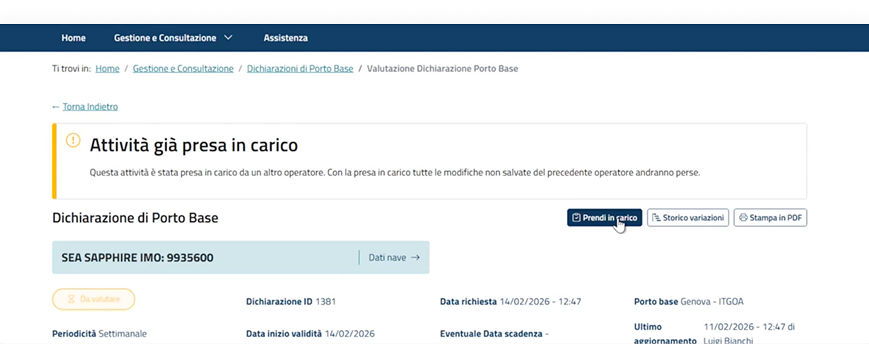 Home Gestione e Consultazione Assistenza
Ti trovi in: Home / Gestione e Consultazione / Dichiarazioni di Porto Base / Valutazione Dichiarazione Porto Base
← Torna Indietro
Attività già presa in carico
Questa attività è stata presa in carico da un altro operatore. Con la presa in carico tutte le modifiche non salvate del precedente operatore andranno perse.
Dichiarazione di Porto Base
Prendi in carico Storico variazioni Stampa in PDF
SEA SAPPHIRE IMO: 9935600 Dati nave →
Da valutare Dichiarazione ID 1381 Data richiesta 14/02/2026 - 12:47 Porto base Genova - ITGOA
Periodicità Settimanale Data inizio validità 14/02/2026 Eventuale Data scadenza - Ultimo aggiornamento 11/02/2026 - 12:47 di Luigi Bianchi